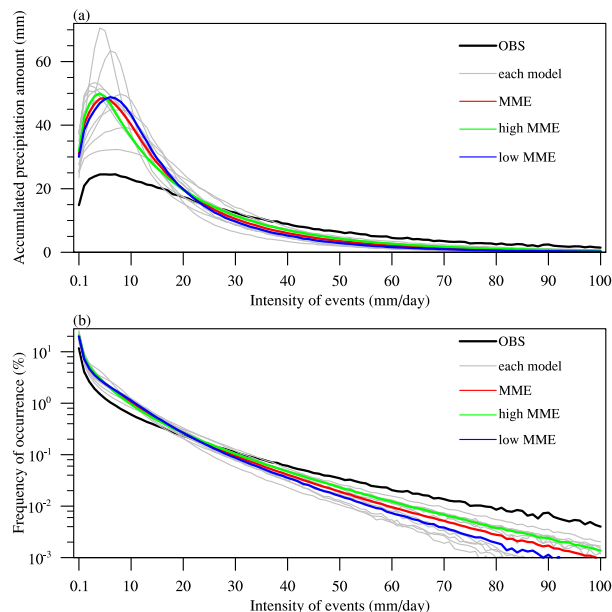 (a)
Accumulated precipitation amount (mm)
60
40
20
0
OBS
each model
MME
high MME
low MME
0.1 10 20 30 40 50 60 70 80 90 100
Intensity of events (mm/day)
(b)
Frequency of occurrence (%)
10¹
10⁰
10⁻¹
10⁻²
10⁻³
OBS
each model
MME
high MME
low MME
0.1 10 20 30 40 50 60 70 80 90 100
Intensity of events (mm/day)